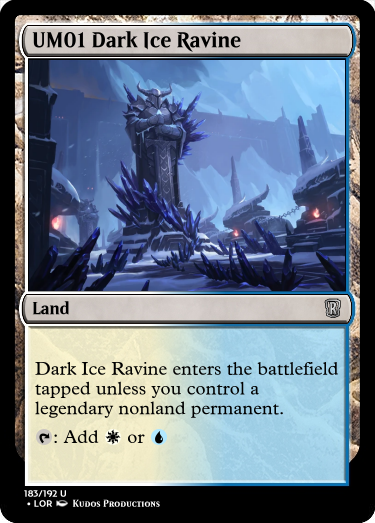 UM01 Dark Ice Ravine
Land
R
Dark Ice Ravine enters the battlefield
tapped unless you control a
legendary nonland permanent.
: Add or
183/192 U
• LOR Kudos Productions